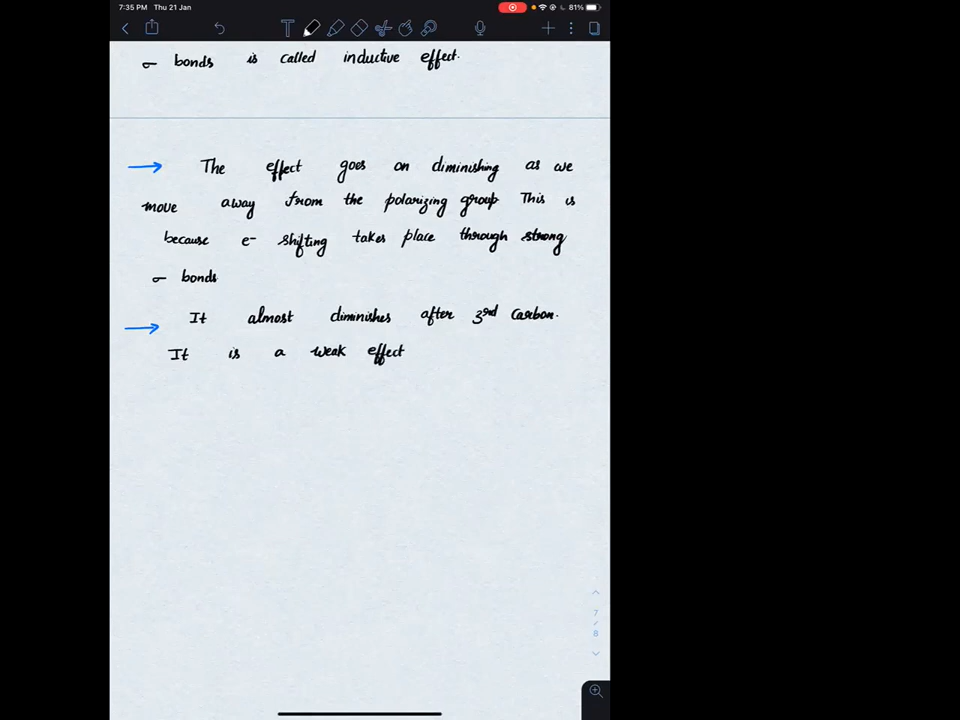 7:35 PM Thu 21 Jan
81%
σ bonds is called inductive effect.
→ The effect goes on diminishing as we
move away from the polarizing group This is
because e- shifting takes place through strong
σ bonds
→ It almost diminishes after 3rd carbon.
It is a weak effect
7
/
8